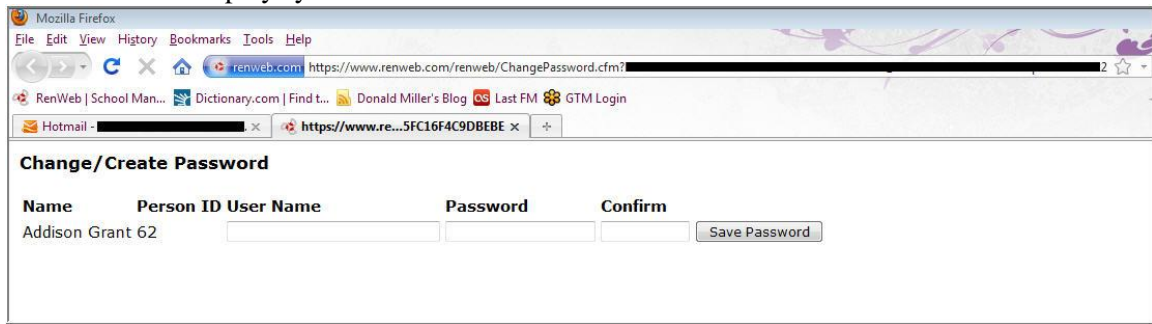 Mozilla Firefox
File Edit View History Bookmarks Tools Help
renweb.com https://www.renweb.com/renweb/ChangePassword.cfm? 2
RenWeb | School Man... Dictionary.com | Find t... Donald Miller's Blog Last FM GTM Login
Hotmail - https://www.re...5FC16F4C9DBEBE
Change/Create Password
Name Person ID User Name Password Confirm
Addison Grant 62 Save Password